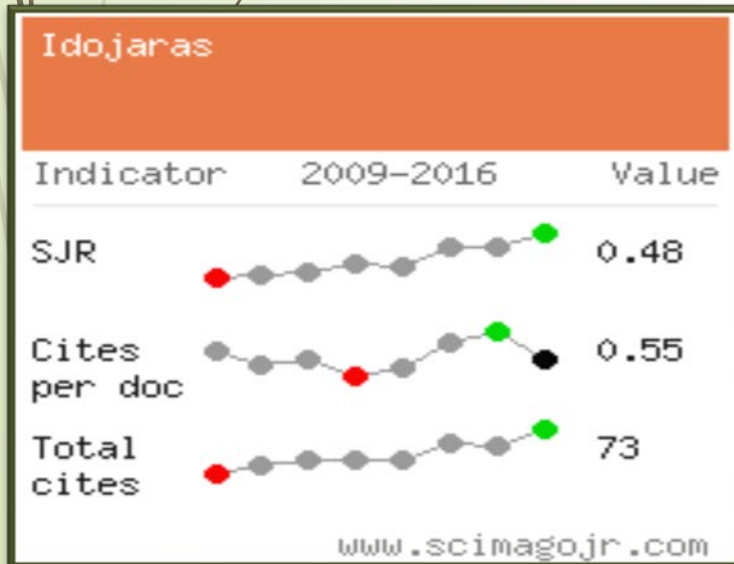 Idojaras
Indicator 2009-2016 Value
SJR 0.48
Cites per doc 0.55
Total cites 73
www.scimagojr.com